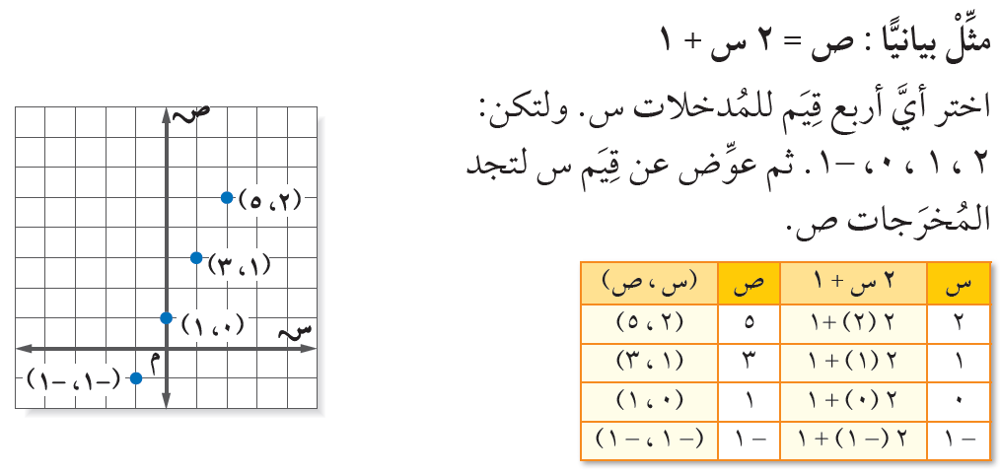 مثِّلْ بيانيًّا : ص = ٢ س + ١
اختر أيَّ أربع قِيَم للمُدخلات س. ولتكن:
٢ ، ١ ، ٠، –١. ثم عوِّض عن قِيَم س لتجد
المُخرَجات ص.
س ٢ س + ١ ص (س ، ص)
٢ ٢ (٢) + ١ ٥ (٢ ، ٥)
١ ٢ (١) + ١ ٣ (١ ، ٣)
٠ ٢ (٠) + ١ ١ (٠ ، ١)
–١ ٢ (–١) + ١ –١ (–١ ، –١)
ص
(٢، ٥)
(١، ٣)
(٠، ١)
س
م
(–١، –١)